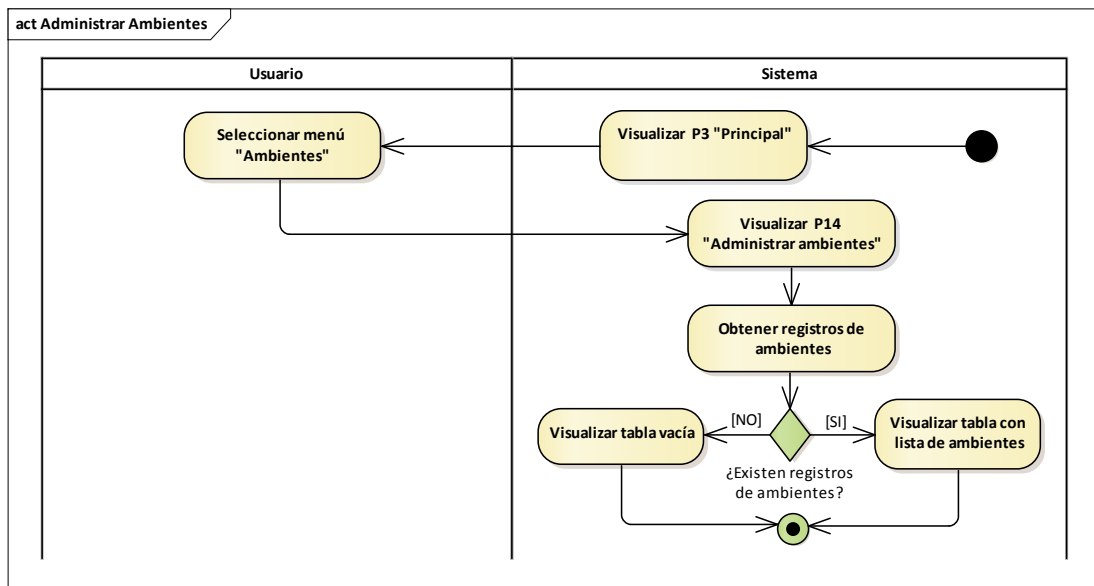 act Administrar Ambientes
Usuario
Sistema
Seleccionar menú
"Ambientes"
Visualizar P3 "Principal"
Visualizar P14
"Administrar ambientes"
Obtener registros de
ambientes
Visualizar tabla vacía
[NO]
[SI]
Visualizar tabla con
lista de ambientes
¿Existen registros
de ambientes?